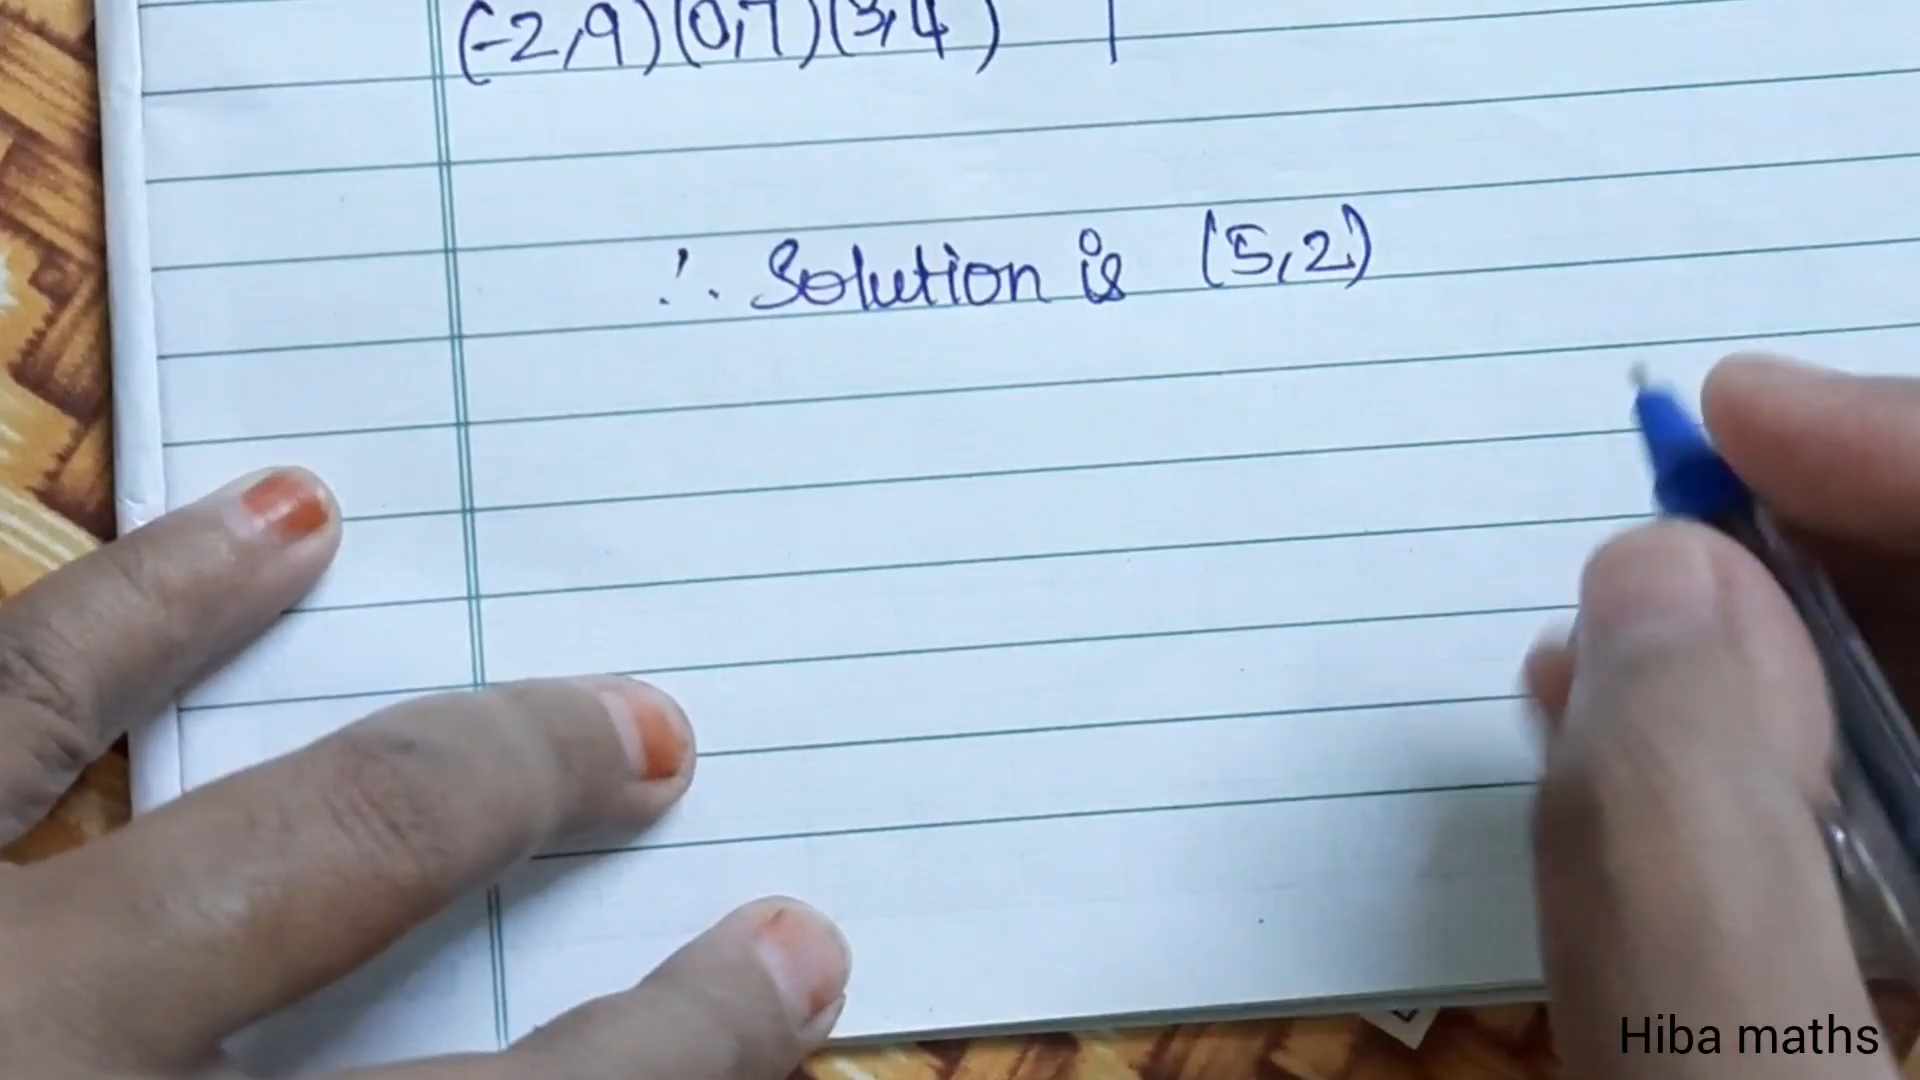 (-2,9)(0,7)(3,4)
∴ Solution is (5,2)
Hiba maths